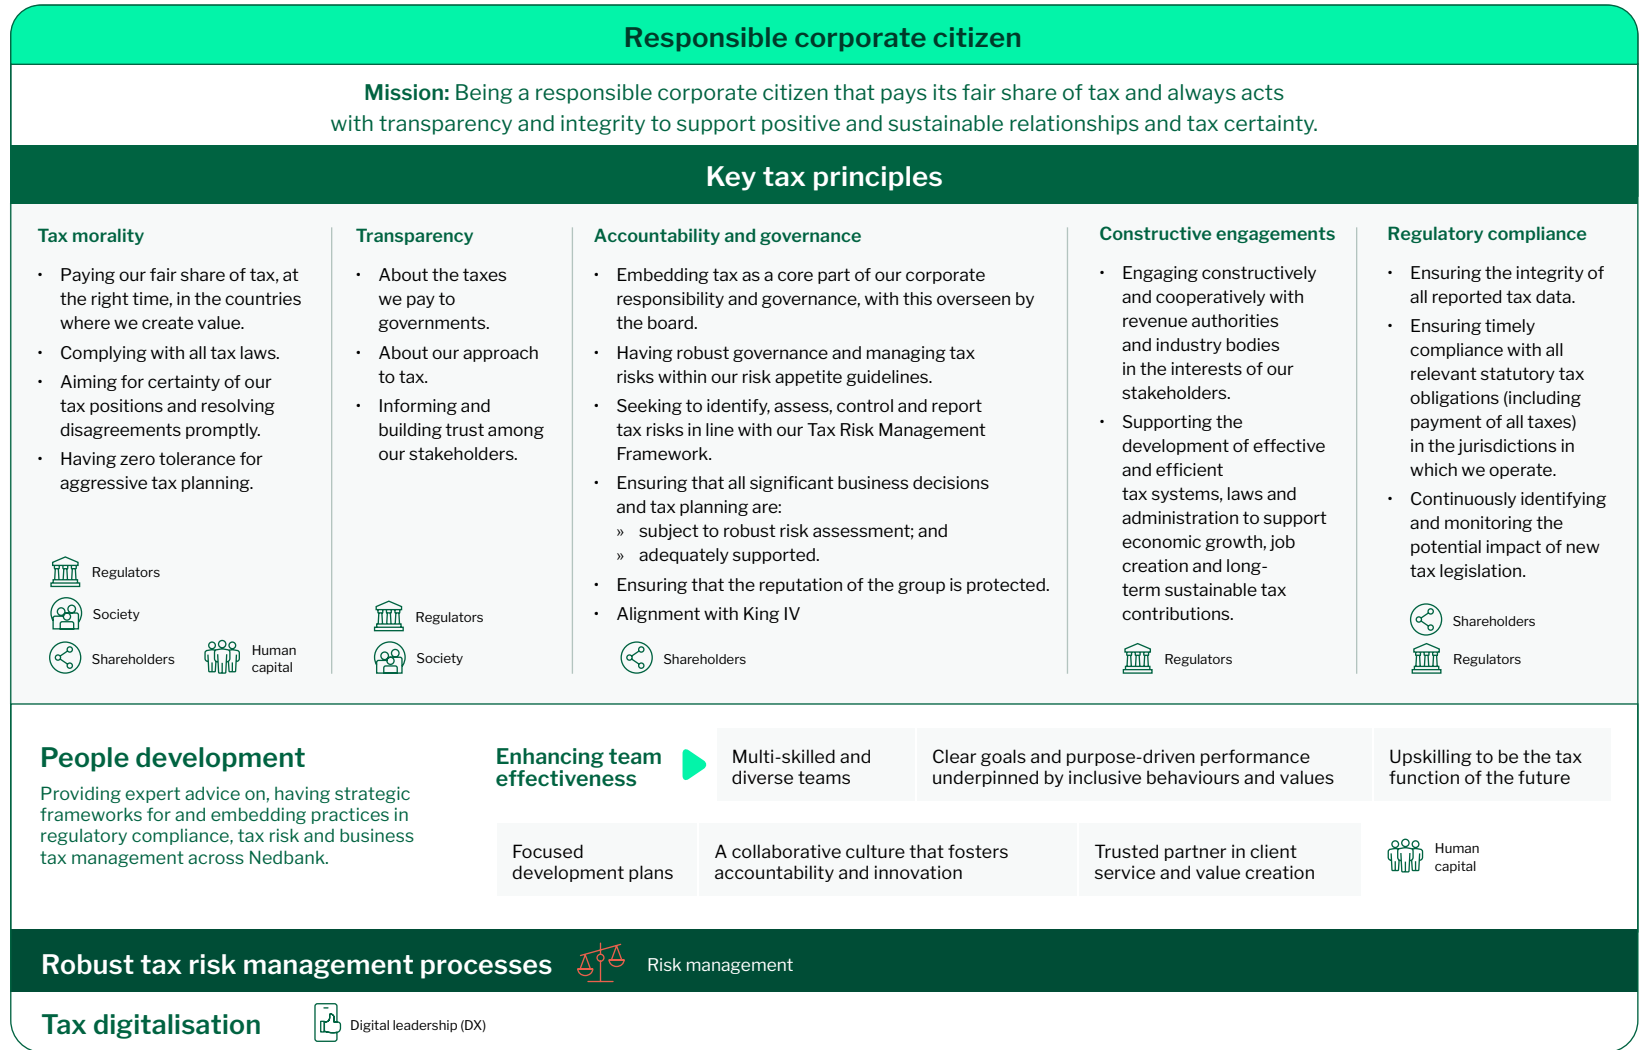 Responsible corporate citizen
Mission: Being a responsible corporate citizen that pays its fair share of tax and always acts
with transparency and integrity to support positive and sustainable relationships and tax certainty.
Key tax principles
Tax morality
• Paying our fair share of tax, at
the right time, in the countries
where we create value.
• Complying with all tax laws.
• Aiming for certainty of our
tax positions and resolving
disagreements promptly.
• Having zero tolerance for
aggressive tax planning.
Regulators
Society
Shareholders
Human
capital
Transparency
• About the taxes
we pay to
governments.
• About our approach
to tax.
• Informing and
building trust among
our stakeholders.
Regulators
Society
Accountability and governance
• Embedding tax as a core part of our corporate
responsibility and governance, with this overseen by
the board.
• Having robust governance and managing tax
risks within our risk appetite guidelines.
• Seeking to identify, assess, control and report
tax risks in line with our Tax Risk Management
Framework.
• Ensuring that all significant business decisions
and tax planning are:
» subject to robust risk assessment; and
» adequately supported.
• Ensuring that the reputation of the group is protected.
• Alignment with King IV
Shareholders
Constructive engagements
• Engaging constructively
and cooperatively with
revenue authorities
and industry bodies
in the interests of our
stakeholders.
• Supporting the
development of effective
and efficient
tax systems, laws and
administration to support
economic growth, job
creation and long-
term sustainable tax
contributions.
Regulators
Regulatory compliance
• Ensuring the integrity of
all reported tax data.
• Ensuring timely
compliance with all
relevant statutory tax
obligations (including
payment of all taxes)
in the jurisdictions in
which we operate.
• Continuously identifying
and monitoring the
potential impact of new
tax legislation.
Shareholders
Regulators
People development
Providing expert advice on, having strategic
frameworks for and embedding practices in
regulatory compliance, tax risk and business
tax management across Nedbank.
Enhancing team
effectiveness
Multi-skilled and
diverse teams
Clear goals and purpose-driven performance
underpinned by inclusive behaviours and values
Upskilling to be the tax
function of the future
Focused
development plans
A collaborative culture that fosters
accountability and innovation
Trusted partner in client
service and value creation
Human
capital
Robust tax risk management processes
Risk management
Tax digitalisation
Digital leadership (DX)